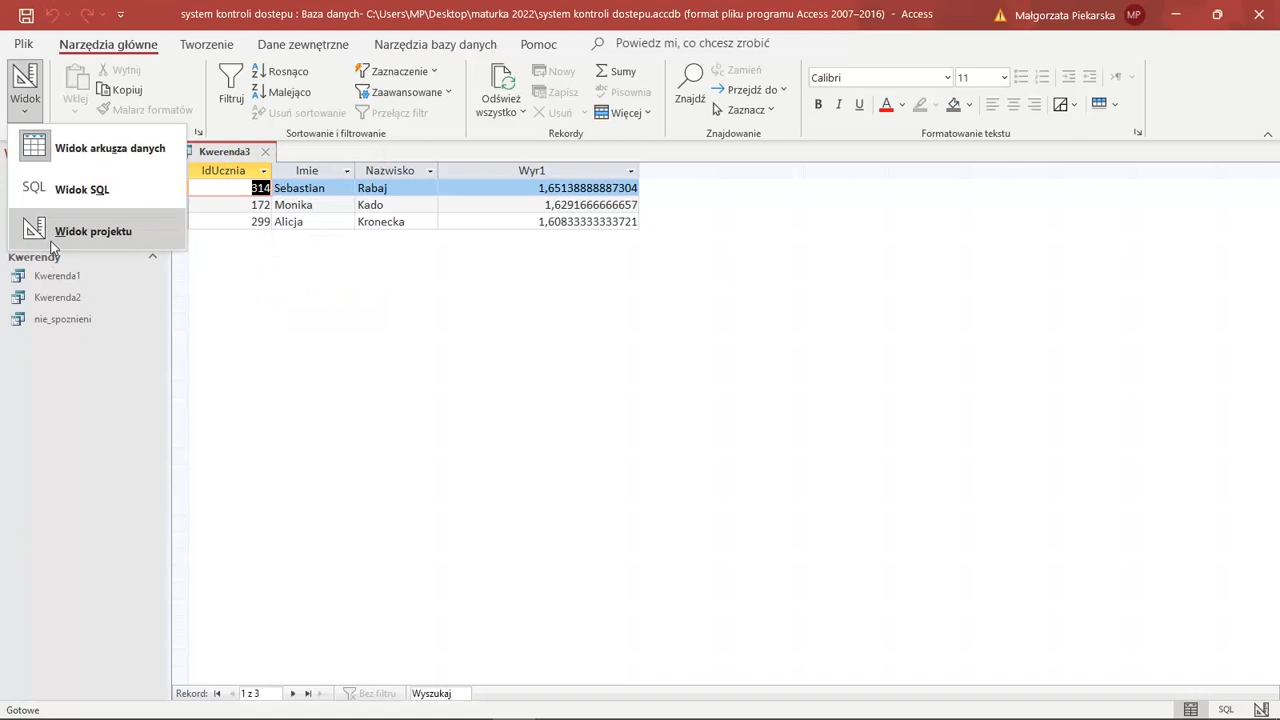 system kontroli dostepu : Baza danych- C:\Users\MP\Desktop\maturka 2022\system kontroli dostepu.accdb (format pliku programu Access 2007–2016) - Access
Małgorzata Piekarska MP
Plik Narzędzia główne Tworzenie Dane zewnętrzne Narzędzia bazy danych Pomoc Powiedz mi, co chcesz zrobić
Widok
Wklej
Wytnij
Kopiuj
Malarz formatów
Filtruj
Rosnąco
Malejąco
Usuń sortowanie
Zaznaczenie
Zaawansowane
Przełącz filtr
Sortowanie i filtrowanie
Odśwież
wszystko
Nowy
Zapisz
Usuń
Sumy
Pisownia
Więcej
Rekordy
Znajdź
Zamień
Przejdź do
Zaznacz
Znajdowanie
Calibri 11
B I U
Formatowanie tekstu
Widok arkusza danych
SQL Widok SQL
Widok projektu
Kwerendy
Kwerenda1
Kwerenda2
nie_spoznieni
Kwerenda3
IdUcznia Imie Nazwisko Wyr1
314 Sebastian Rabaj 1,65138888887304
172 Monika Kado 1,6291666666657
299 Alicja Kronecka 1,60833333333721
Rekord: 1 z 3 Bez filtru Wyszukaj
Gotowe
SQL